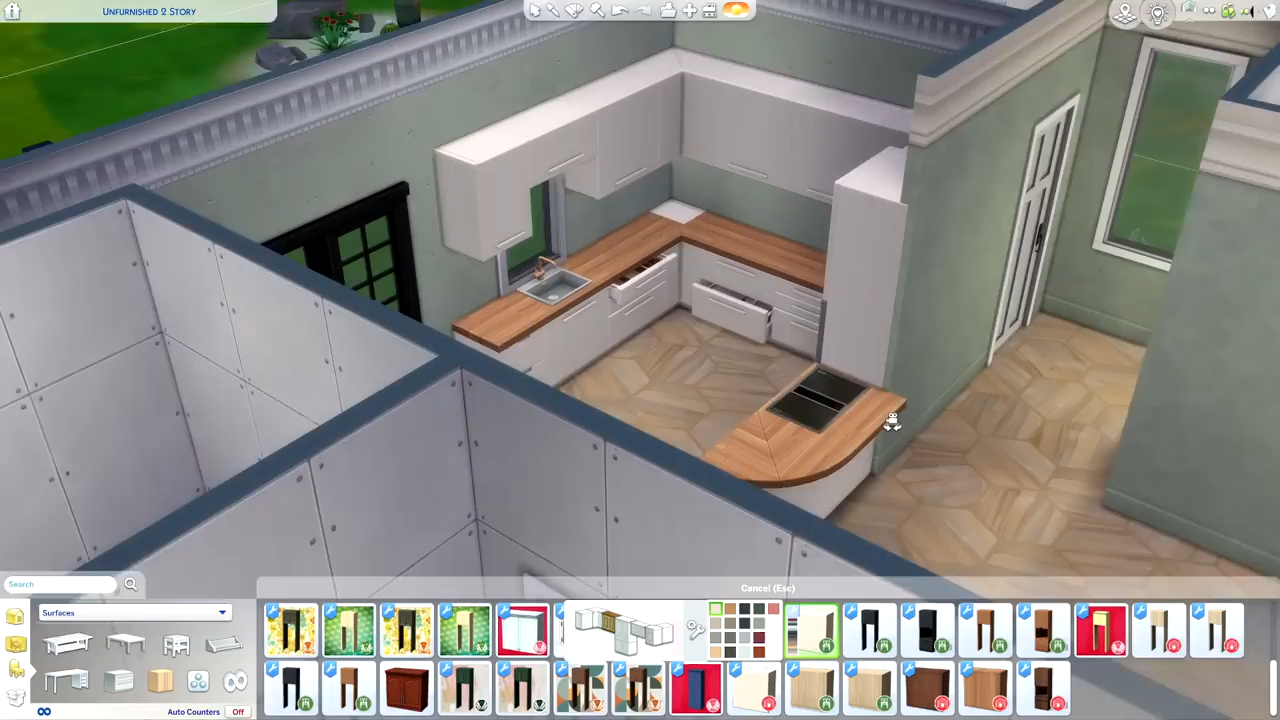 UNFURNISHED 2 STORY
Search
Cancel (Esc)
Surfaces
Auto Counters Off